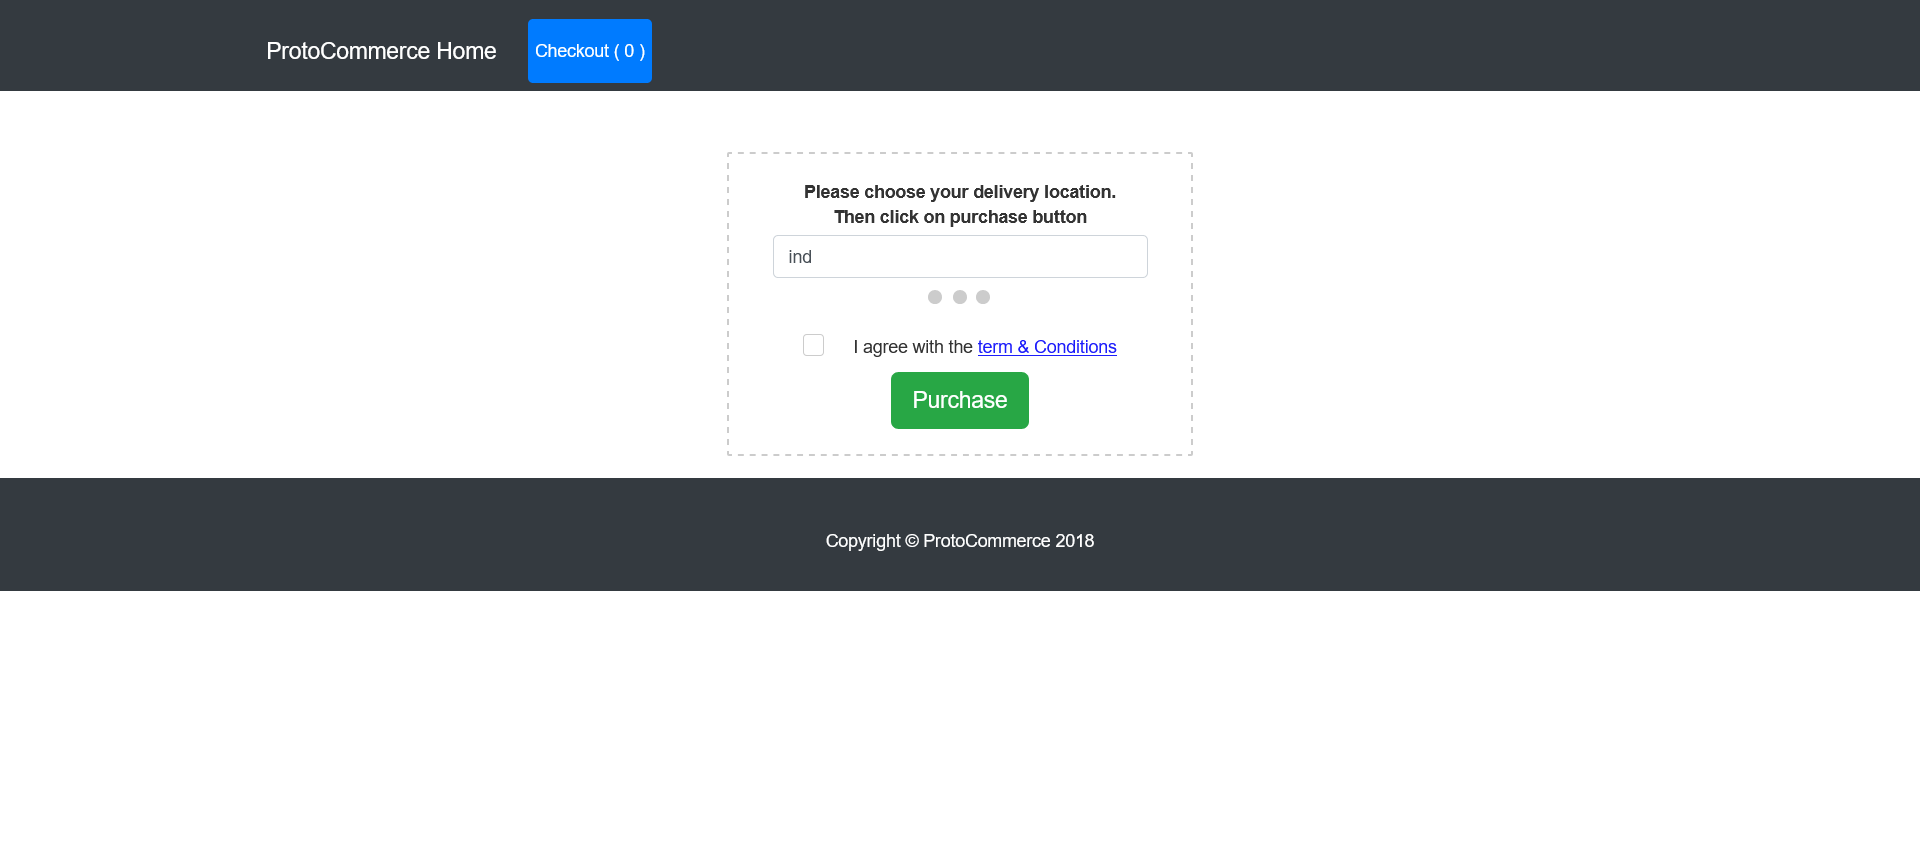 ProtoCommerce Home
Checkout ( 0 )
Please choose your delivery location.
Then click on purchase button
ind
I agree with the term & Conditions
Purchase
Copyright © ProtoCommerce 2018